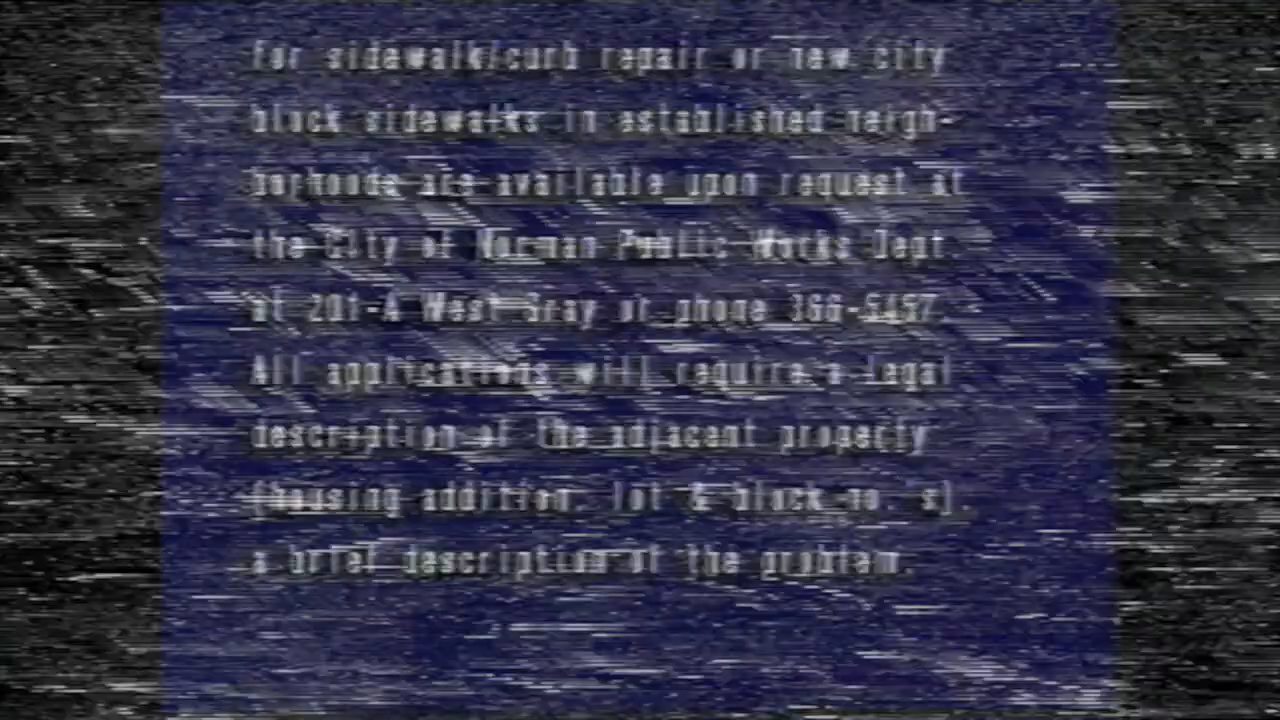 for sidewalk/curb repair or new city
block sidewalks in established neigh-
borhoods are available upon request at
the City of Norman Public Works Dept.
at 201-A West Gray or phone 366-5457.
All applications will require a legal
description of the adjacent property
(housing addition, lot & block no.'s),
a brief description of the problem,